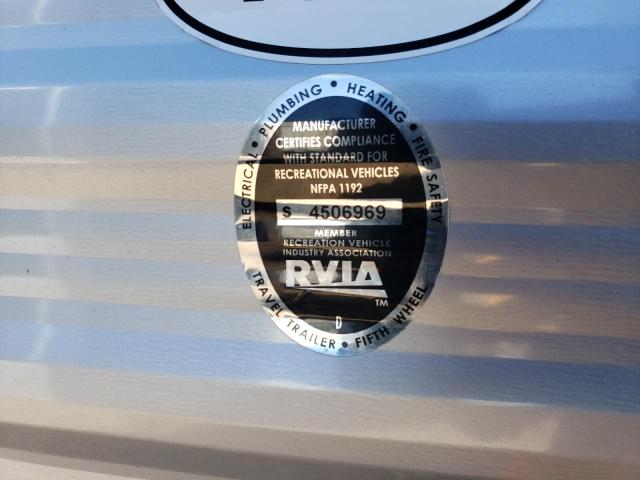 ELECTRICAL • PLUMBING • HEATING • FIRE/SAFETY
MANUFACTURER
CERTIFIES COMPLIANCE
WITH STANDARD FOR
RECREATIONAL VEHICLES
NFPA 1192
S 4506969
MEMBER
RECREATION VEHICLE
INDUSTRY ASSOCIATION
RVIA
TM
D
TRAVEL TRAILER • FIFTH WHEEL